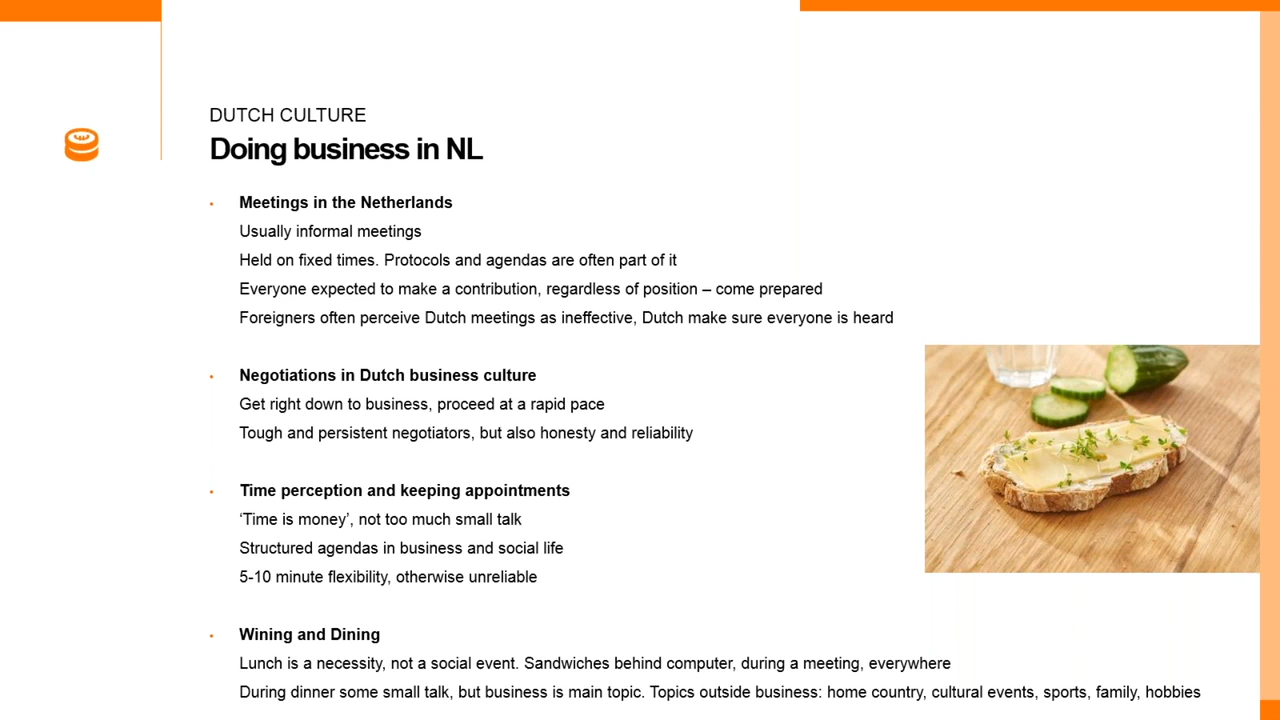 DUTCH CULTURE
Doing business in NL
• Meetings in the Netherlands
Usually informal meetings
Held on fixed times. Protocols and agendas are often part of it
Everyone expected to make a contribution, regardless of position – come prepared
Foreigners often perceive Dutch meetings as ineffective, Dutch make sure everyone is heard
• Negotiations in Dutch business culture
Get right down to business, proceed at a rapid pace
Tough and persistent negotiators, but also honesty and reliability
• Time perception and keeping appointments
‘Time is money’, not too much small talk
Structured agendas in business and social life
5-10 minute flexibility, otherwise unreliable
• Wining and Dining
Lunch is a necessity, not a social event. Sandwiches behind computer, during a meeting, everywhere
During dinner some small talk, but business is main topic. Topics outside business: home country, cultural events, sports, family, hobbies